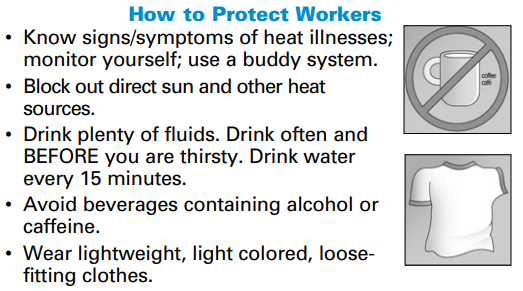 How to Protect Workers
• Know signs/symptoms of heat illnesses;
monitor yourself; use a buddy system.
• Block out direct sun and other heat
sources.
• Drink plenty of fluids. Drink often and
BEFORE you are thirsty. Drink water
every 15 minutes.
• Avoid beverages containing alcohol or
caffeine.
• Wear lightweight, light colored, loose-
fitting clothes.
coffee
café